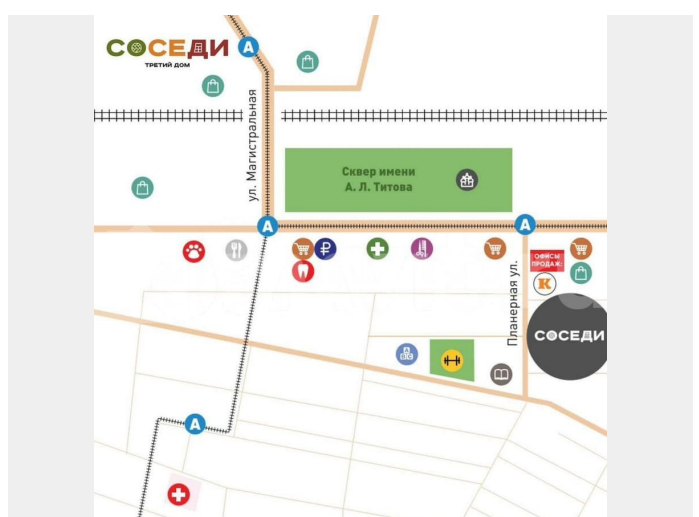 СОСЕДИ
ТРЕТИЙ ДОМ
А
ул. Магистральная
Сквер имени
А. Л. Титова
А
А
₽
ОФИСЫ
ПРОДАЖ:
К
Планерная ул.
СОСЕДИ
А